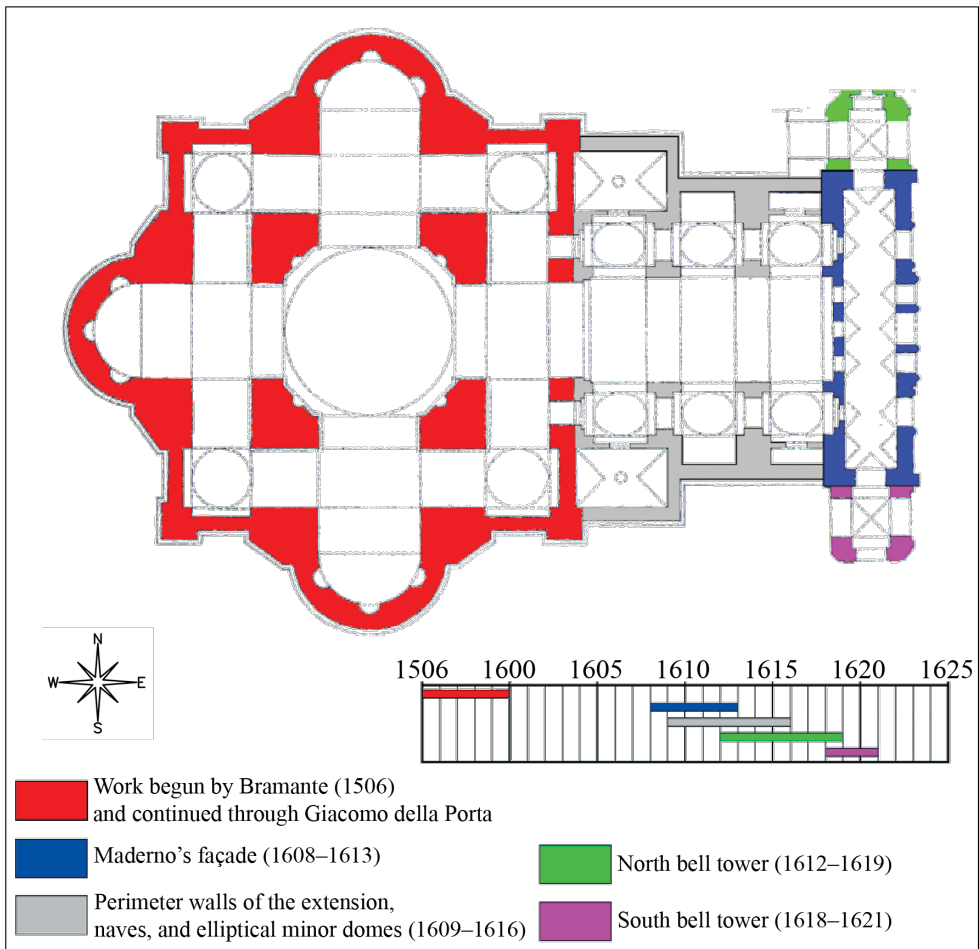 N
W E
S
1506 1600 1605 1610 1615 1620 1625
Work begun by Bramante (1506)
and continued through Giacomo della Porta
Maderno's façade (1608–1613)
Perimeter walls of the extension,
naves, and elliptical minor domes (1609–1616)
North bell tower (1612–1619)
South bell tower (1618–1621)